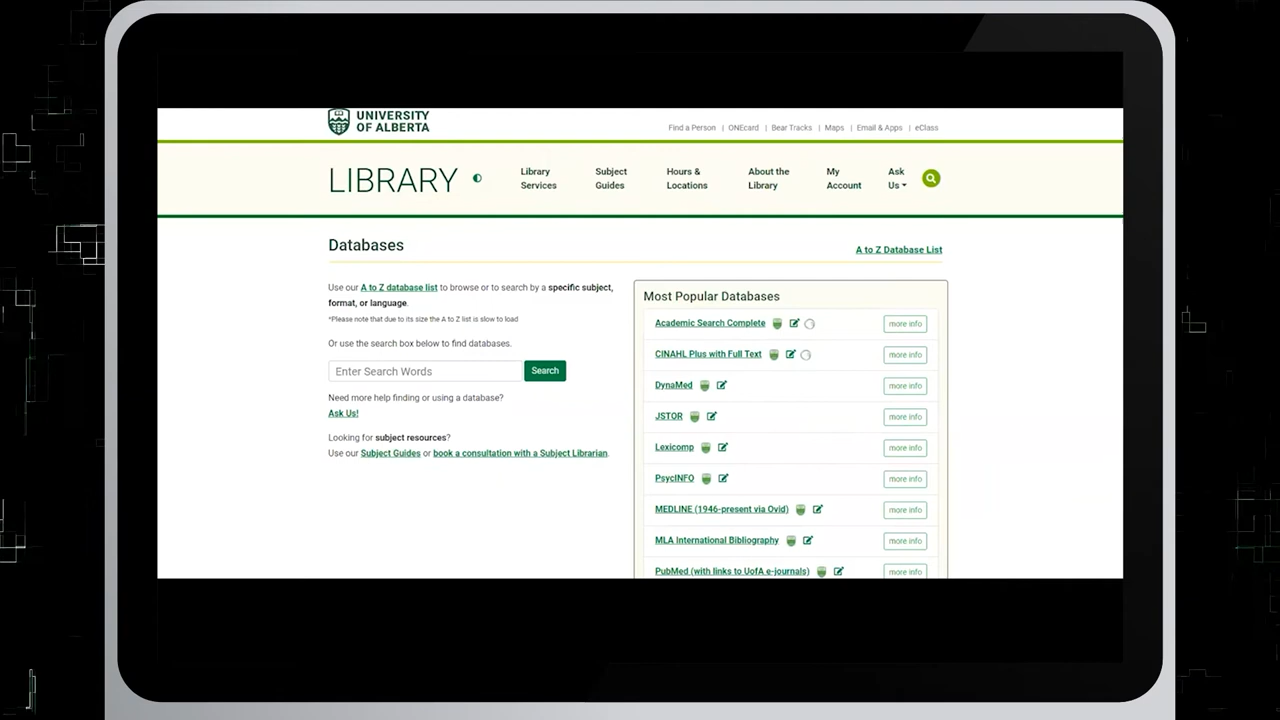 UNIVERSITY
OF ALBERTA
Find a Person | ONEcard | Bear Tracks | Maps | Email & Apps | eClass
LIBRARY
Library Services
Subject Guides
Hours & Locations
About the Library
My Account
Ask Us
Databases
A to Z Database List
Use our A to Z database list to browse or to search by a specific subject,
format, or language.
*Please note that due to its size the A to Z list is slow to load
Or use the search box below to find databases.
Enter Search Words
Search
Need more help finding or using a database?
Ask Us!
Looking for subject resources?
Use our Subject Guides or book a consultation with a Subject Librarian.
Most Popular Databases
Academic Search Complete more info
CINAHL Plus with Full Text more info
DynaMed more info
JSTOR more info
Lexicomp more info
PsycINFO more info
MEDLINE (1946-present via Ovid) more info
MLA International Bibliography more info
PubMed (with links to UofA e-journals) more info